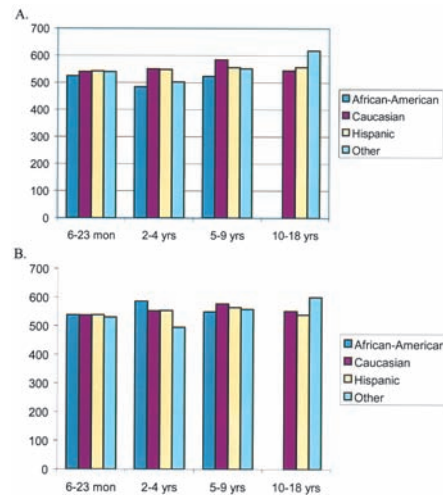 A.
700
600
500
400
300
200
100
0
6-23 mon 2-4 yrs 5-9 yrs 10-18 yrs
African-American
Caucasian
Hispanic
Other
B.
700
600
500
400
300
200
100
0
6-23 mon 2-4 yrs 5-9 yrs 10-18 yrs
African-American
Caucasian
Hispanic
Other